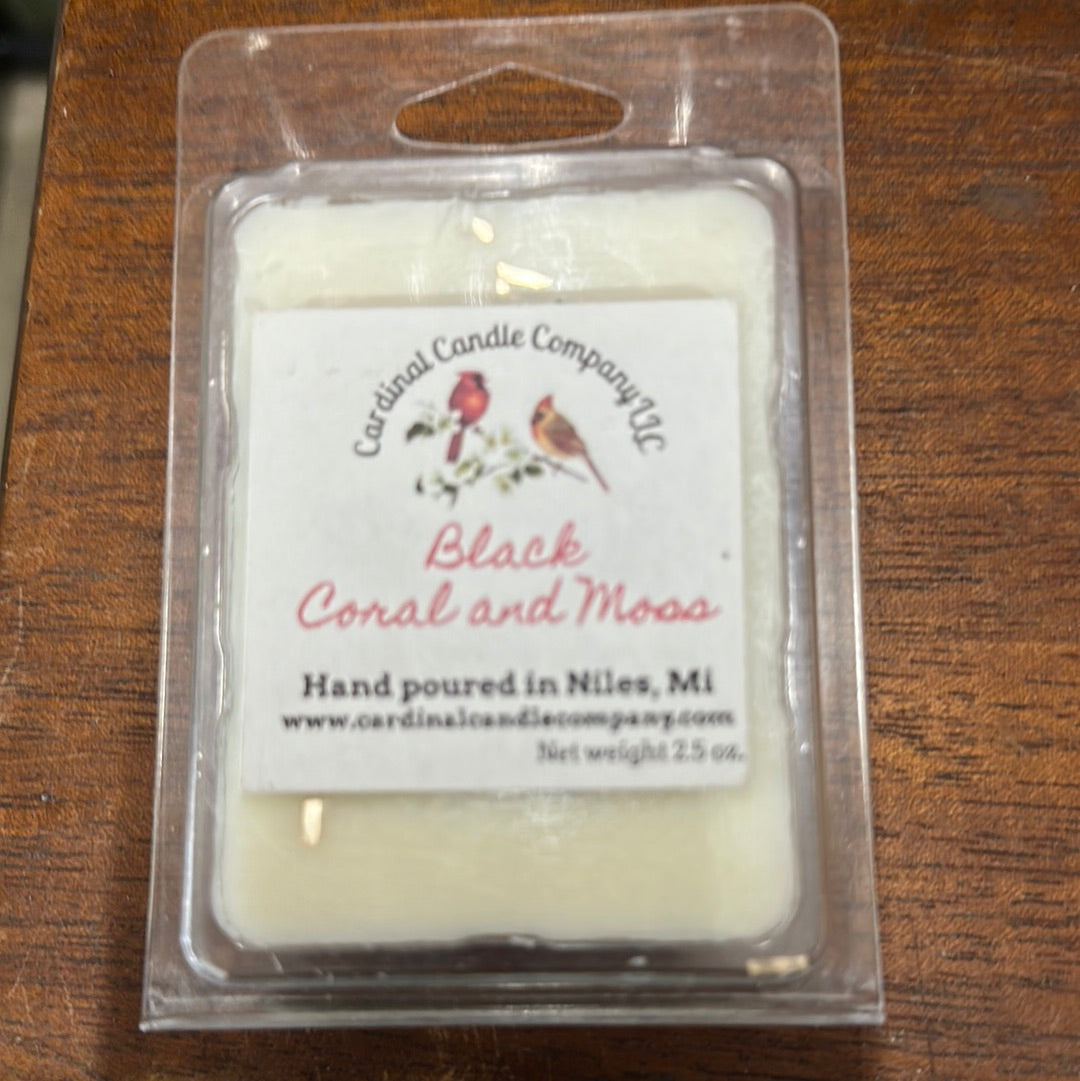 Cardinal Candle Company LLC
Black
Coral and Moss
Hand poured in Niles, Mi
www.cardinalcandlecompany.com
Net weight 2.5 oz.